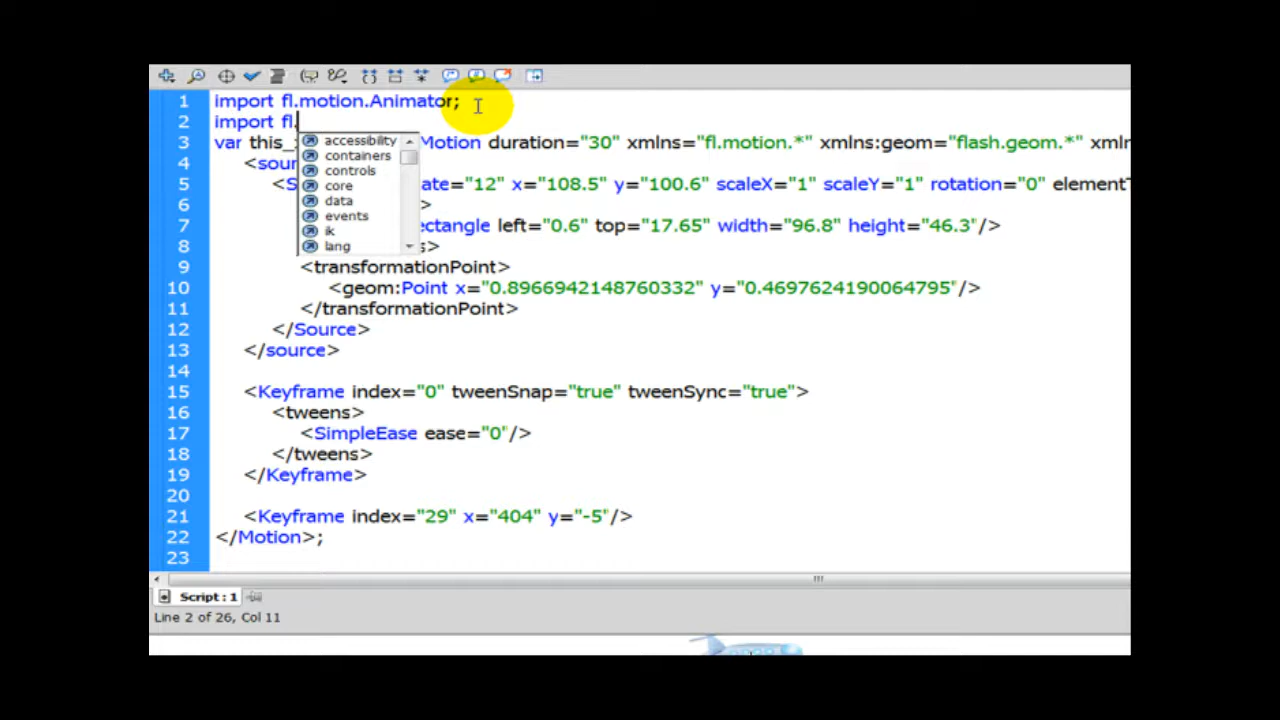 1 import fl.motion.Animator;
2 import fl.
accessibility
containers
controls
core
data
events
ik
lang
3 var this_ Motion duration="30" xmlns="fl.motion.*" xmlns:geom="flash.geom.*" xmln
4 <sour
5 <S ate="12" x="108.5" y="100.6" scaleX="1" scaleY="1" rotation="0" elementT
6 >
7 ectangle left="0.6" top="17.65" width="96.8" height="46.3"/>
8 s>
9 <transformationPoint>
10 <geom:Point x="0.8966942148760332" y="0.4697624190064795"/>
11 </transformationPoint>
12 </Source>
13 </source>
14
15 <Keyframe index="0" tweenSnap="true" tweenSync="true">
16 <tweens>
17 <SimpleEase ease="0"/>
18 </tweens>
19 </Keyframe>
20
21 <Keyframe index="29" x="404" y="-5"/>
22 </Motion>;
23
Script : 1
Line 2 of 26, Col 11